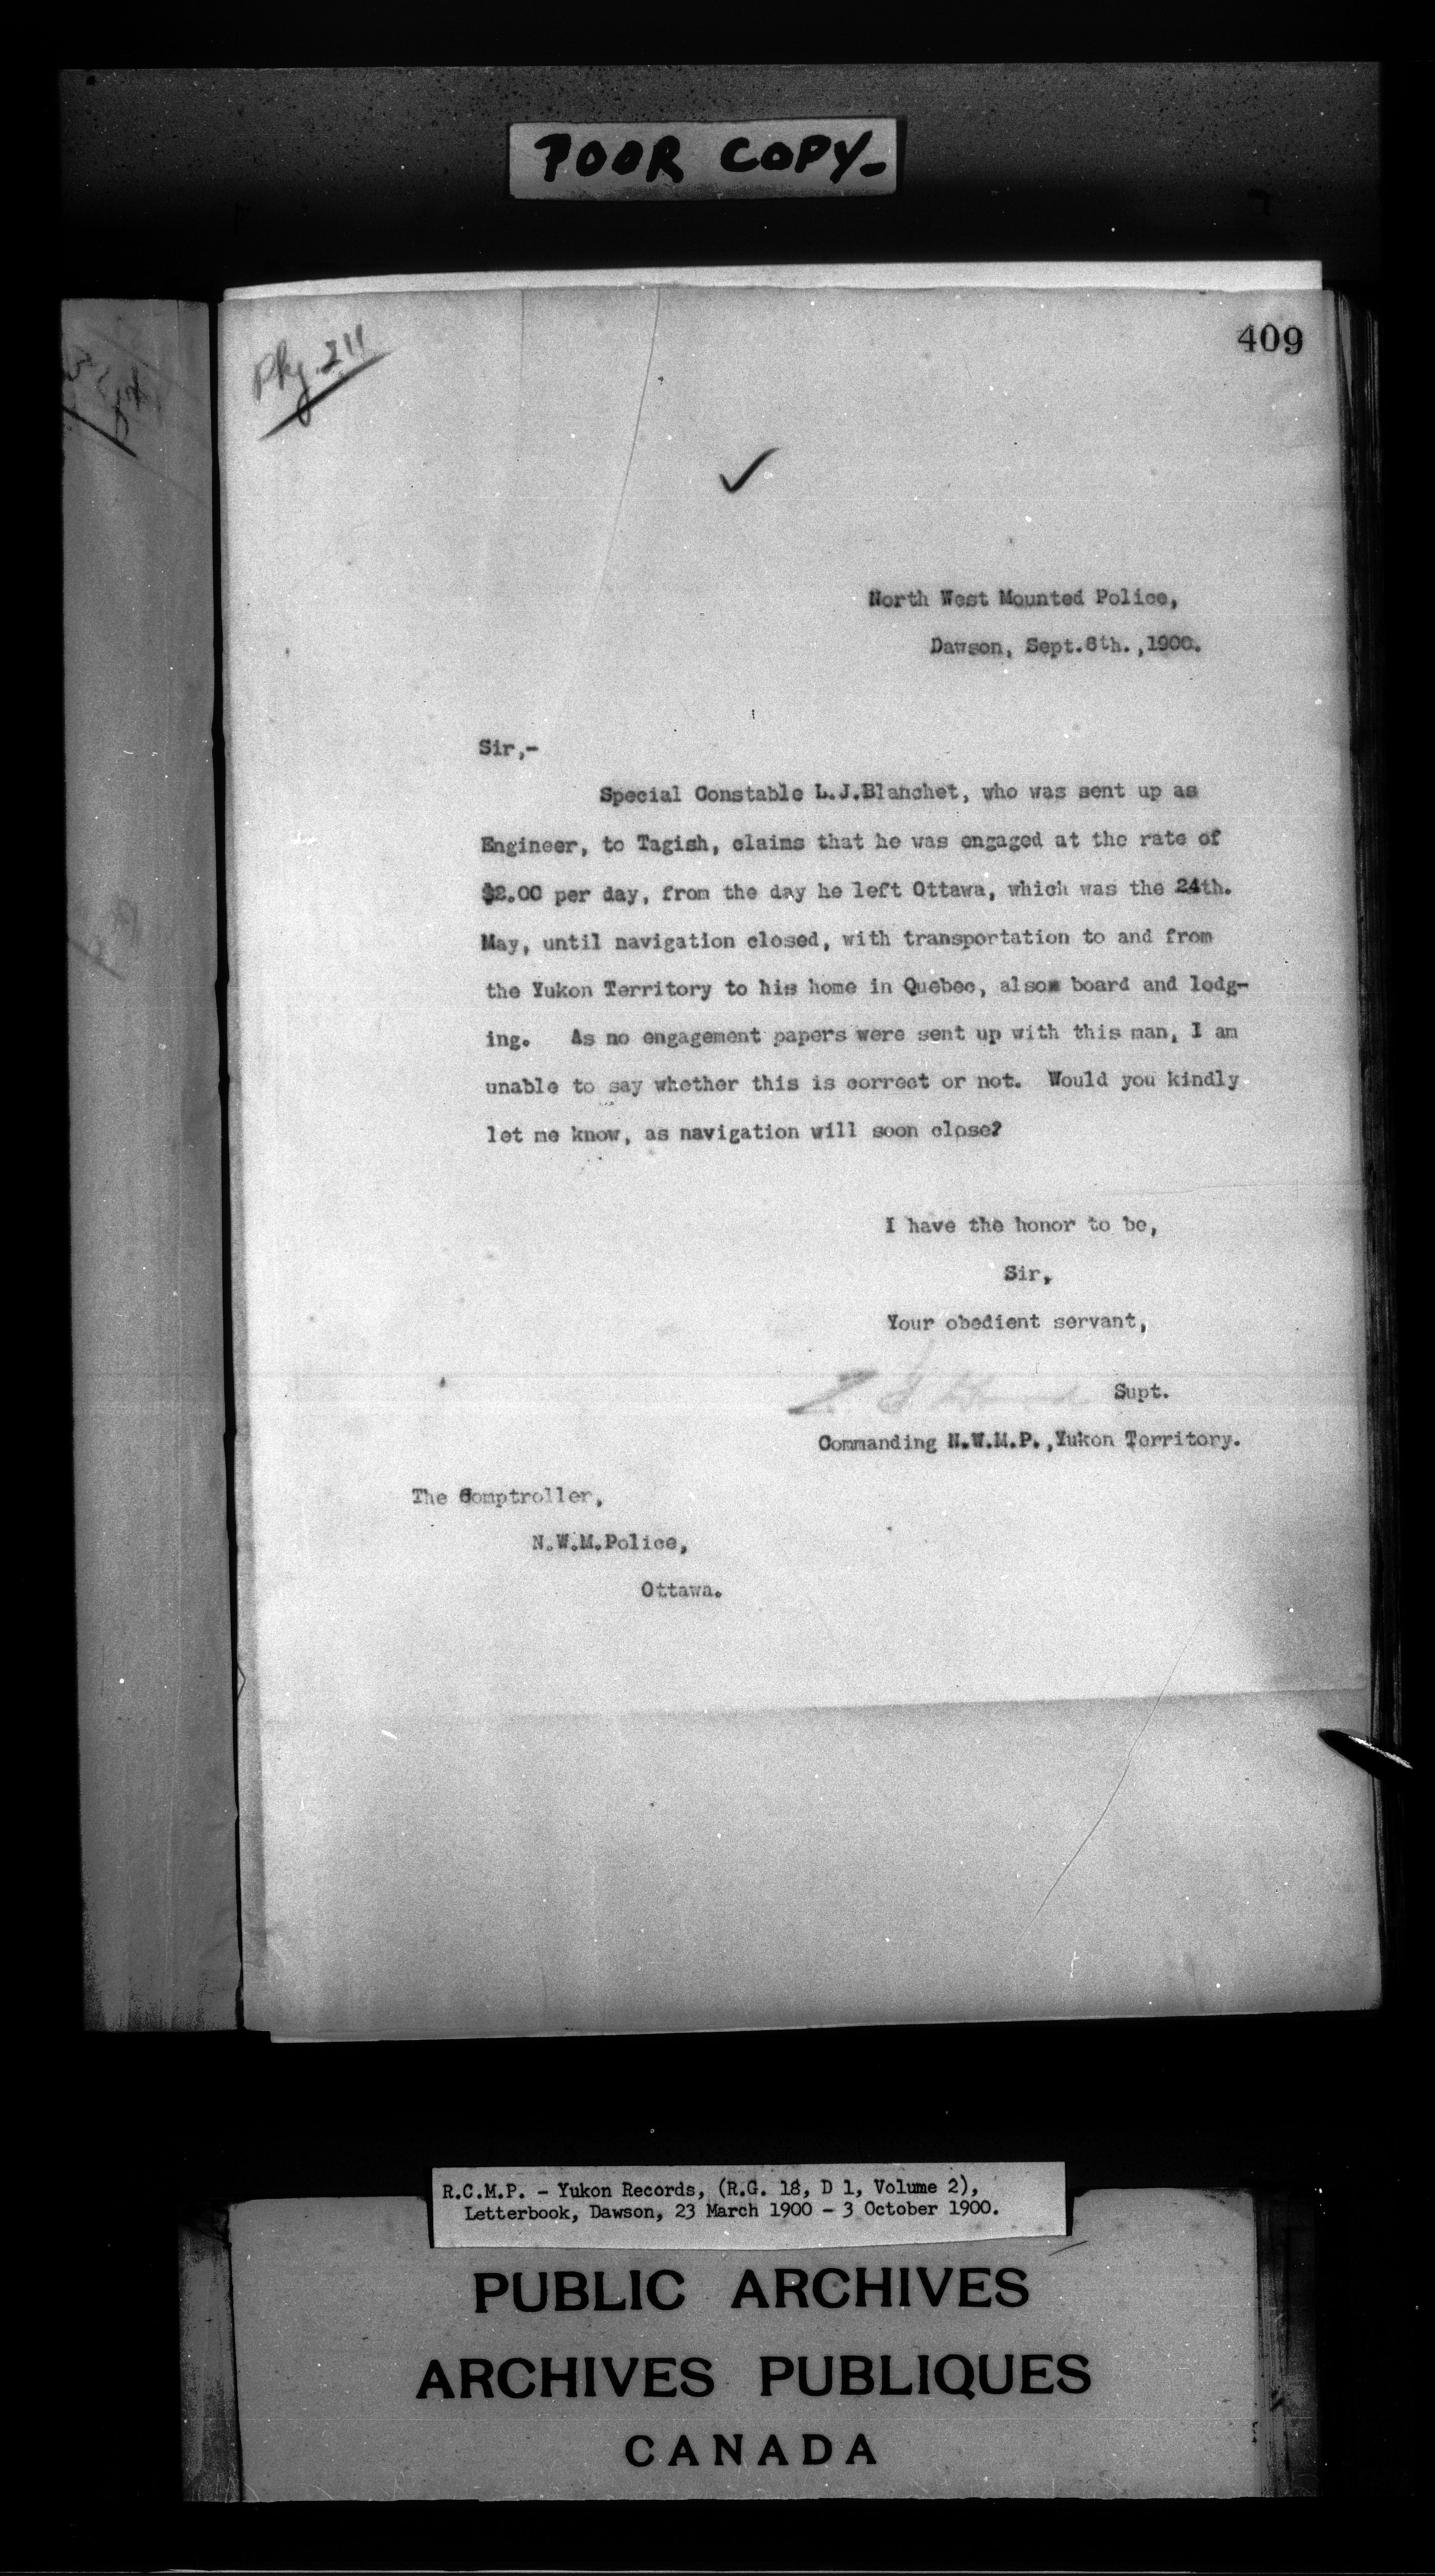 POOR COPY-
409
Pkg. 211
North West Mounted Police,
Dawson, Sept.6th.,1900.
Sir,-
Special Constable L.J.Blanchet, who was sent up as
Engineer, to Tagish, claims that he was engaged at the rate of
$2.00 per day, from the day he left Ottawa, which was the 24th.
May, until navigation closed, with transportation to and from
the Yukon Territory to his home in Quebec, also board and lodg-
ing. As no engagement papers were sent up with this man, I am
unable to say whether this is correct or not. Would you kindly
let me know, as navigation will soon close?
I have the honor to be,
Sir,
Your obedient servant,
Supt.
Commanding N.W.M.P.,Yukon Territory.
The Comptroller,
N.W.M.Police,
Ottawa.
R.C.M.P. - Yukon Records, (R.G. 18, D 1, Volume 2),
Letterbook, Dawson, 23 March 1900 - 3 October 1900.
PUBLIC ARCHIVES
ARCHIVES PUBLIQUES
CANADA